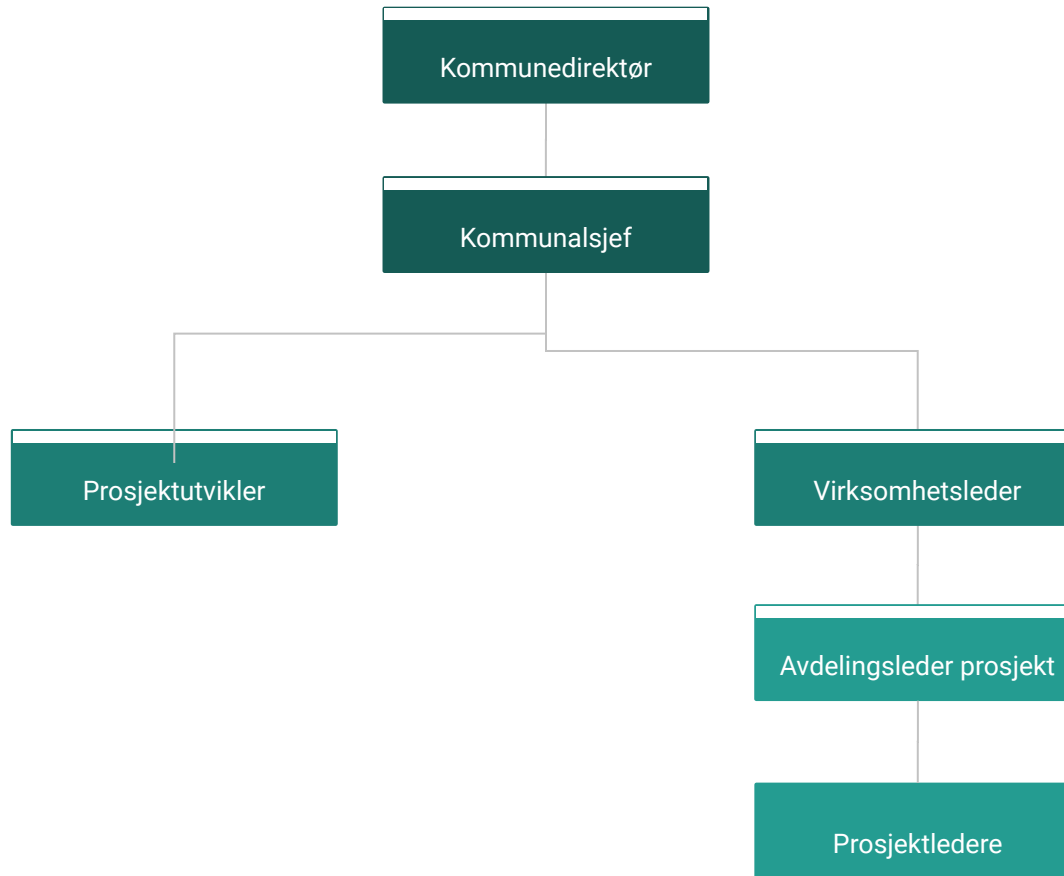 Kommunedirektør
Kommunalsjef
Prosjektutvikler
Virksomhetsleder
Avdelingsleder prosjekt
Prosjektledere